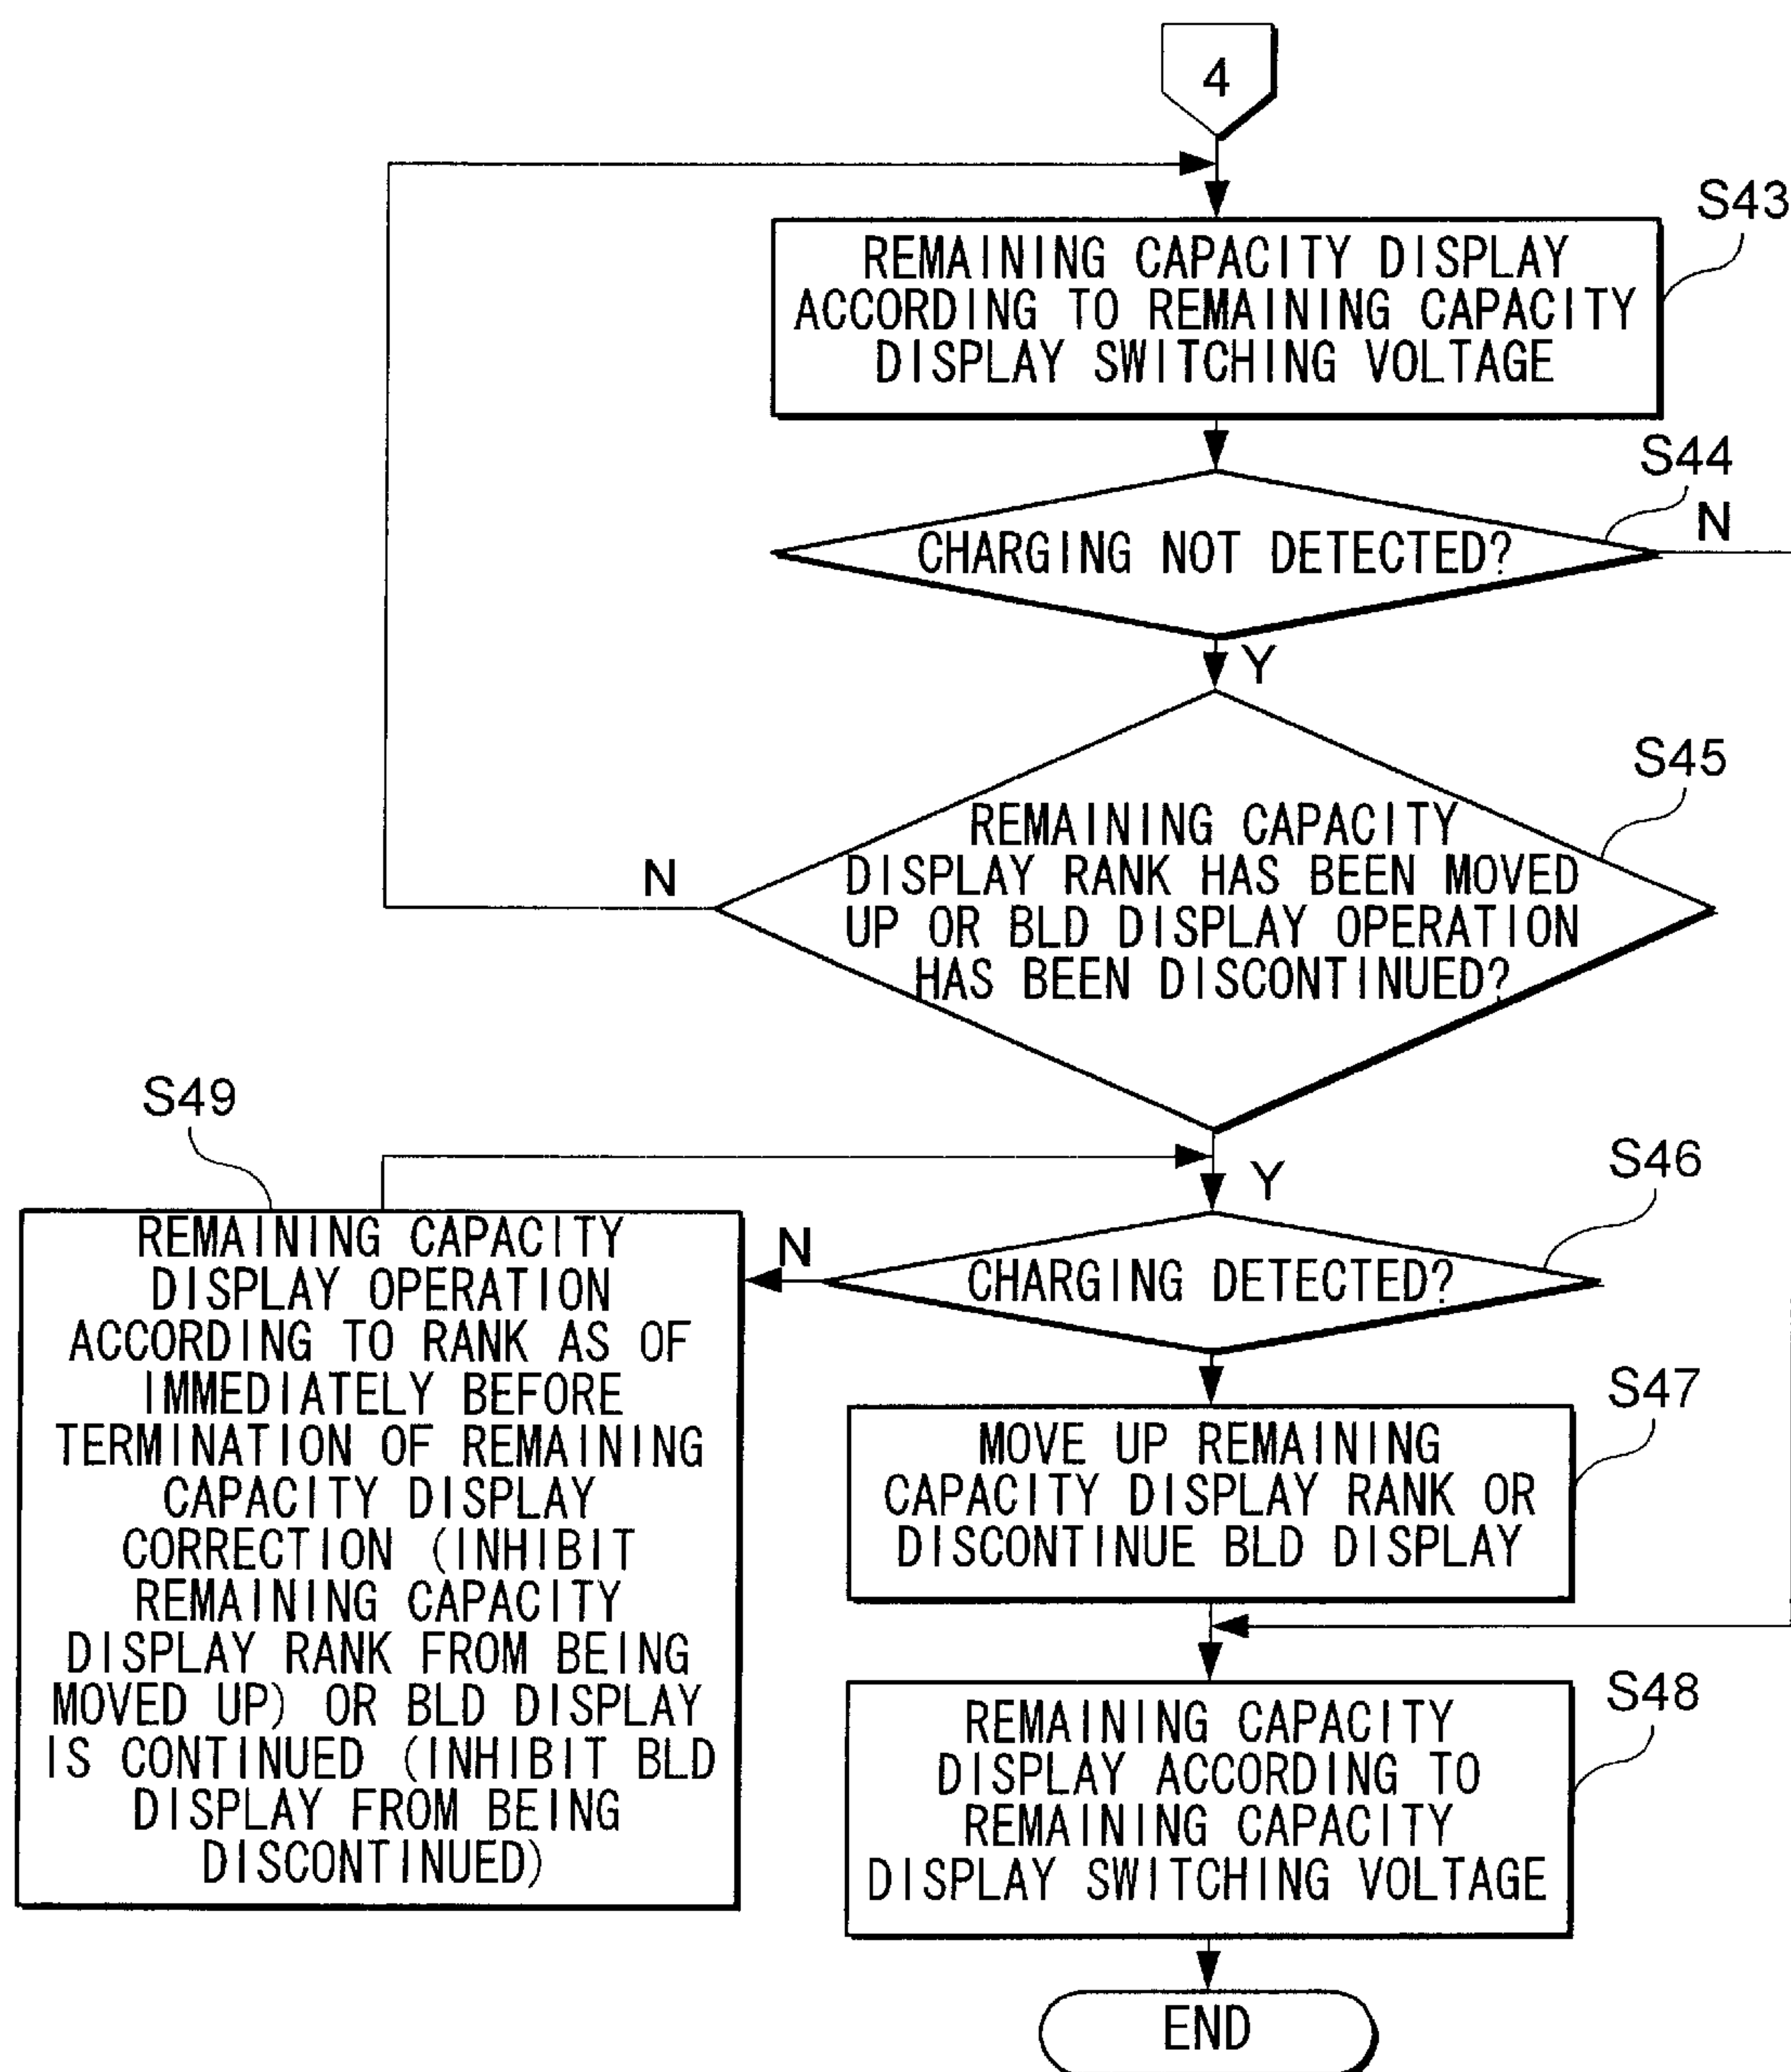 4
S43
REMAINING CAPACITY DISPLAY
ACCORDING TO REMAINING CAPACITY
DISPLAY SWITCHING VOLTAGE
S44
CHARGING NOT DETECTED?
N
Y
S45
REMAINING CAPACITY
DISPLAY RANK HAS BEEN MOVED
UP OR BLD DISPLAY OPERATION
HAS BEEN DISCONTINUED?
N
Y
S46
CHARGING DETECTED?
N
S49
REMAINING CAPACITY
DISPLAY OPERATION
ACCORDING TO RANK AS OF
IMMEDIATELY BEFORE
TERMINATION OF REMAINING
CAPACITY DISPLAY
CORRECTION (INHIBIT
REMAINING CAPACITY
DISPLAY RANK FROM BEING
MOVED UP) OR BLD DISPLAY
IS CONTINUED (INHIBIT BLD
DISPLAY FROM BEING
DISCONTINUED)
S47
MOVE UP REMAINING
CAPACITY DISPLAY RANK OR
DISCONTINUE BLD DISPLAY
S48
REMAINING CAPACITY
DISPLAY ACCORDING TO
REMAINING CAPACITY
DISPLAY SWITCHING VOLTAGE
END